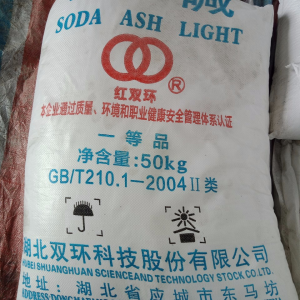 SODA ASH LIGHT
®
红双环
本企业通过质量、环境和职业健康安全管理体系认证
一等品
净含量:50kg
GB/T210.1-2004Ⅱ类
湖北双环科技股份有限公司
HUBEI SHUANGHUAN SCIENCEAND TECHNOLOGY STOCK CO.LTD.
地址:湖北省应城市东马坊